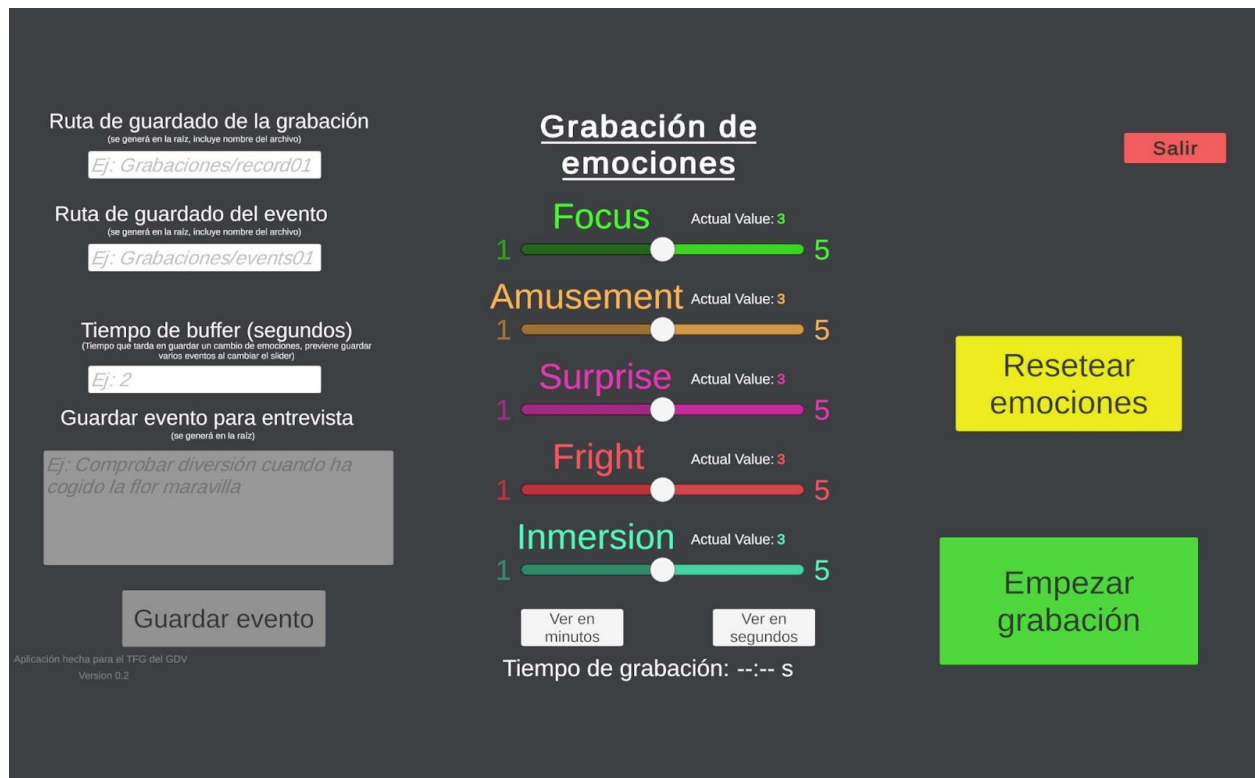 Ruta de guardado de la grabación
(se generá en la raíz, incluye nombre del archivo)
Ej: Grabaciones/record01
Ruta de guardado del evento
(se generá en la raíz, incluye nombre del archivo)
Ej: Grabaciones/events01
Tiempo de buffer (segundos)
(Tiempo que tarda en guardar un cambio de emociones, previene guardar
varios eventos al cambiar el slider)
Ej: 2
Guardar evento para entrevista
(se generá en la raíz)
Ej: Comprobar diversión cuando ha
cogido la flor maravilla
Guardar evento
Aplicación hecha para el TFG del GDV
Version 0.2
Grabación de
emociones
Focus Actual Value: 3
1 5
Amusement Actual Value: 3
1 5
Surprise Actual Value: 3
1 5
Fright Actual Value: 3
1 5
Inmersion Actual Value: 3
1 5
Ver en
minutos
Ver en
segundos
Tiempo de grabación: --:-- s
Salir
Resetear
emociones
Empezar
grabación